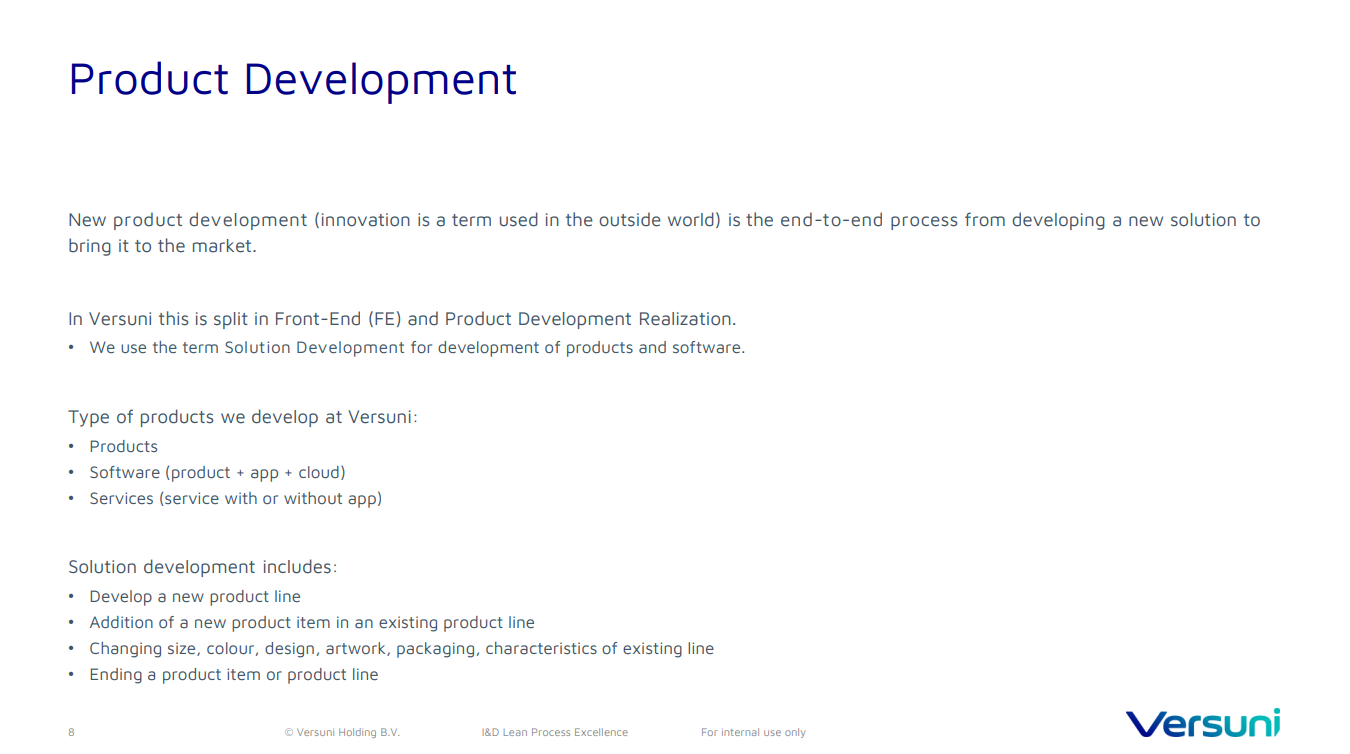 Product Development
New product development (innovation is a term used in the outside world) is the end-to-end process from developing a new solution to
bring it to the market.
In Versuni this is split in Front-End (FE) and Product Development Realization.
• We use the term Solution Development for development of products and software.
Type of products we develop at Versuni:
• Products
• Software (product + app + cloud)
• Services (service with or without app)
Solution development includes:
• Develop a new product line
• Addition of a new product item in an existing product line
• Changing size, colour, design, artwork, packaging, characteristics of existing line
• Ending a product item or product line
8 © Versuni Holding B.V. I&D Lean Process Excellence For internal use only
Versuni